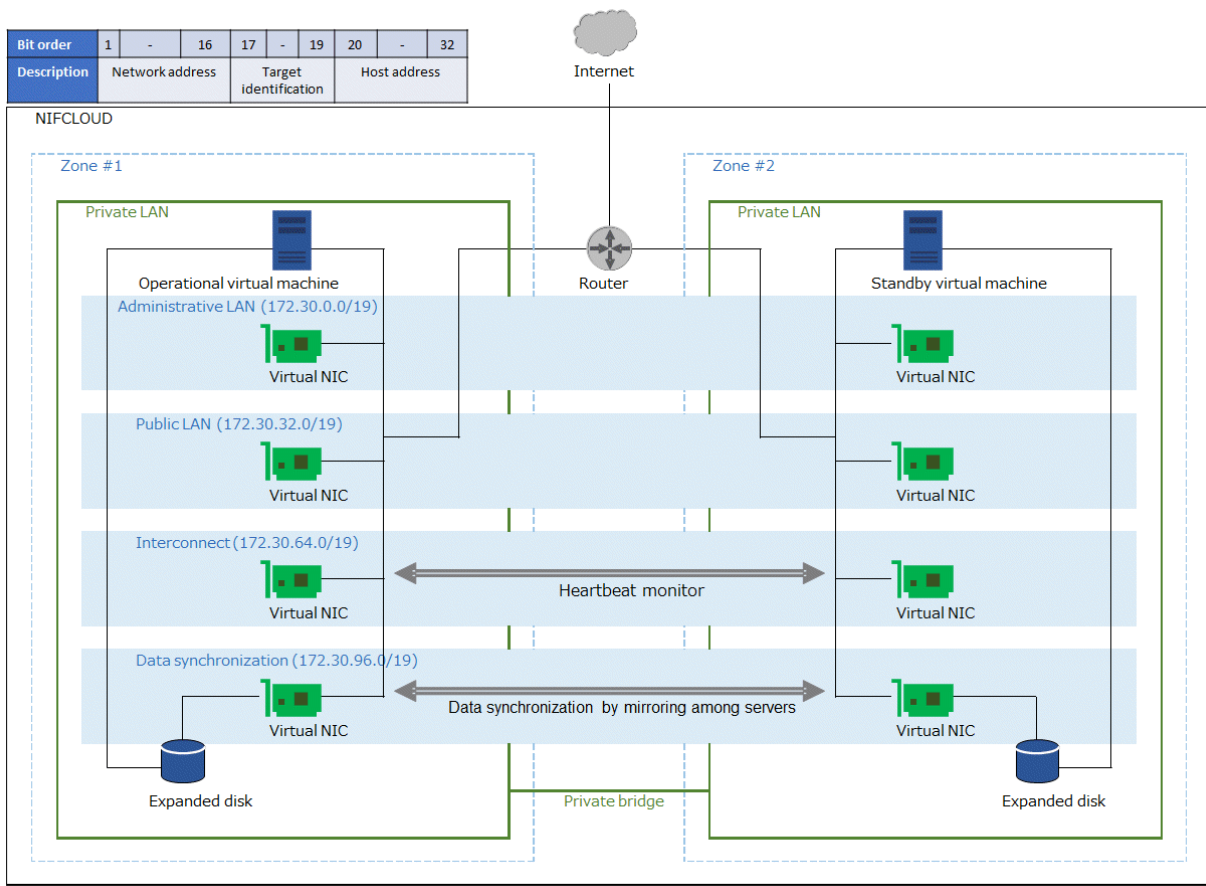 Bit order 1 - 16 17 - 19 20 - 32
Description Network address Target identification Host address
Internet
NIFCLOUD
Zone #1
Zone #2
Private LAN
Private LAN
Operational virtual machine
Router
Standby virtual machine
Administrative LAN (172.30.0.0/19)
Virtual NIC
Virtual NIC
Public LAN (172.30.32.0/19)
Virtual NIC
Virtual NIC
Interconnect (172.30.64.0/19)
Heartbeat monitor
Virtual NIC
Virtual NIC
Data synchronization (172.30.96.0/19)
Data synchronization by mirroring among servers
Virtual NIC
Virtual NIC
Expanded disk
Private bridge
Expanded disk